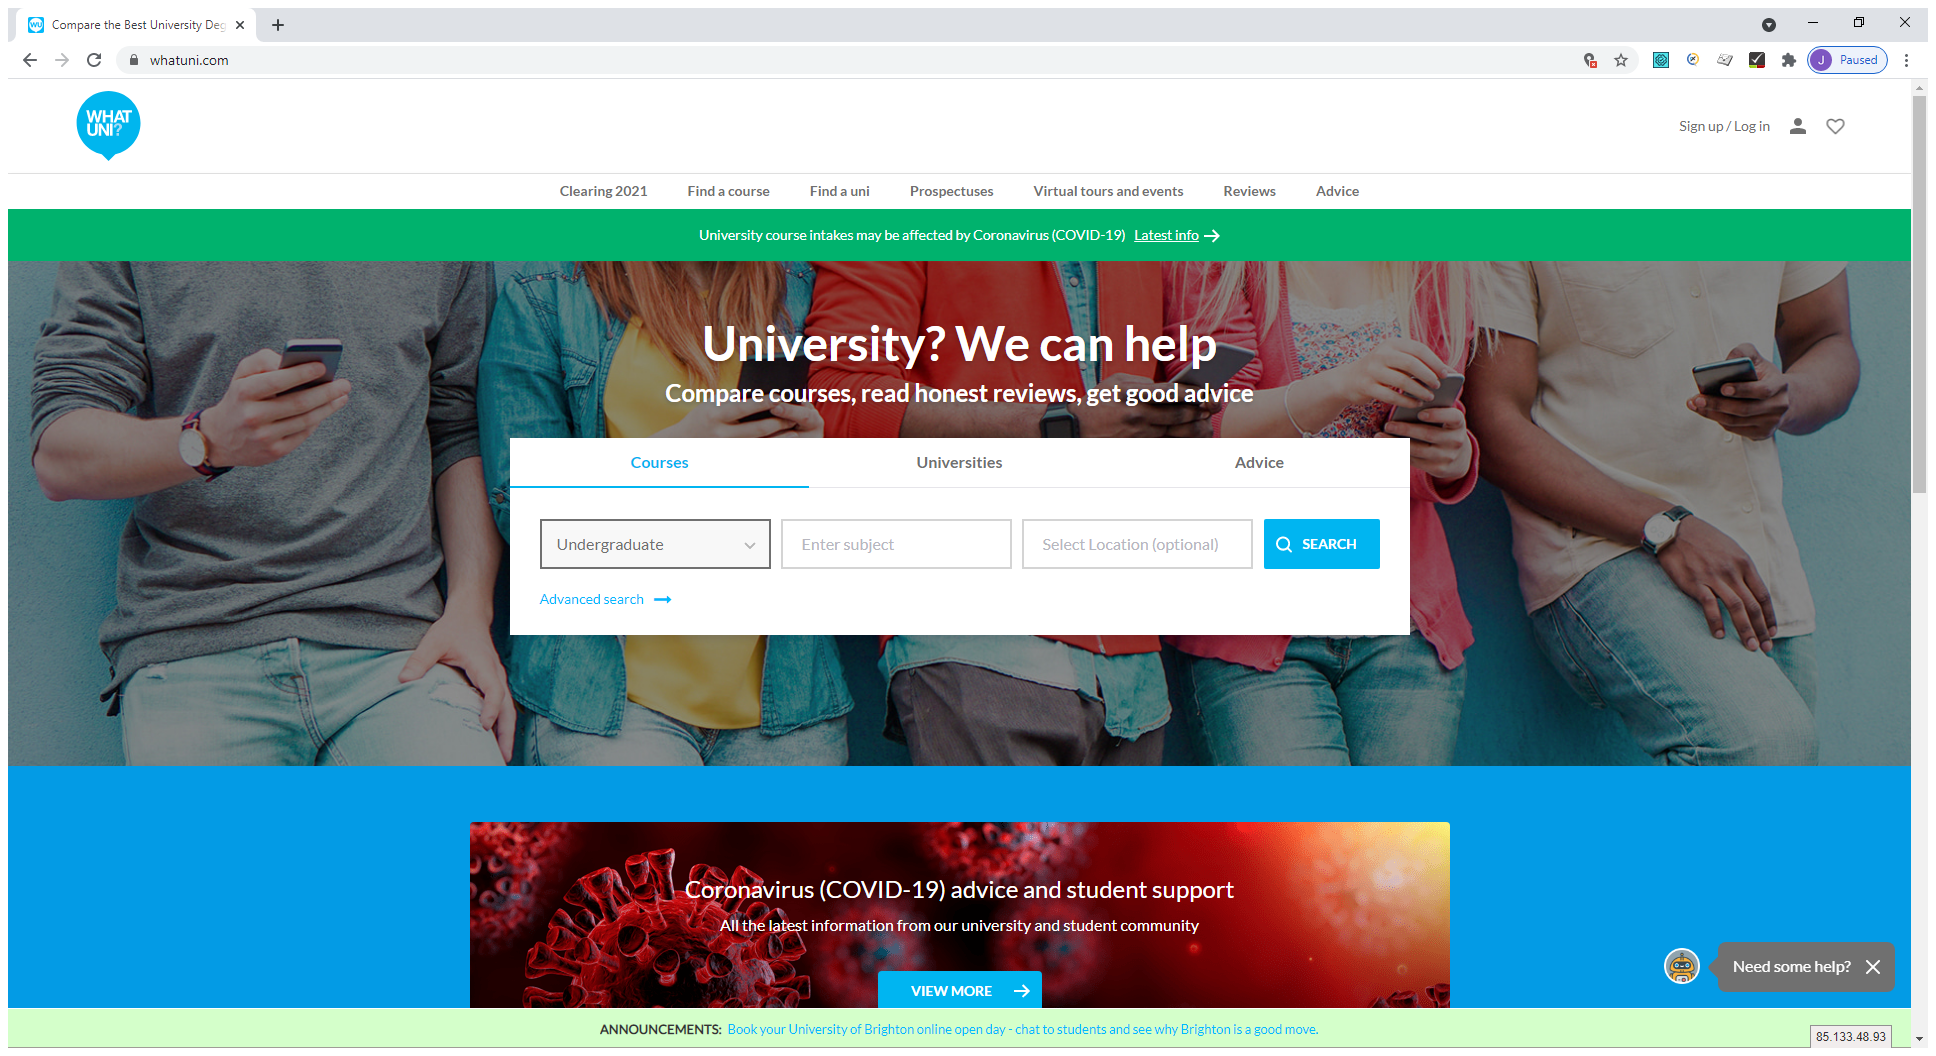 Compare the Best University Deg
whatuni.com
J Paused
WHAT
UNI?
Sign up / Log in
Clearing 2021 Find a course Find a uni Prospectuses Virtual tours and events Reviews Advice
University course intakes may be affected by Coronavirus (COVID-19) Latest info
University? We can help
Compare courses, read honest reviews, get good advice
Courses Universities Advice
Undergraduate Enter subject Select Location (optional) SEARCH
Advanced search
Coronavirus (COVID-19) advice and student support
All the latest information from our university and student community
Need some help?
VIEW MORE
ANNOUNCEMENTS: Book your University of Brighton online open day - chat to students and see why Brighton is a good move.
85.133.48.93